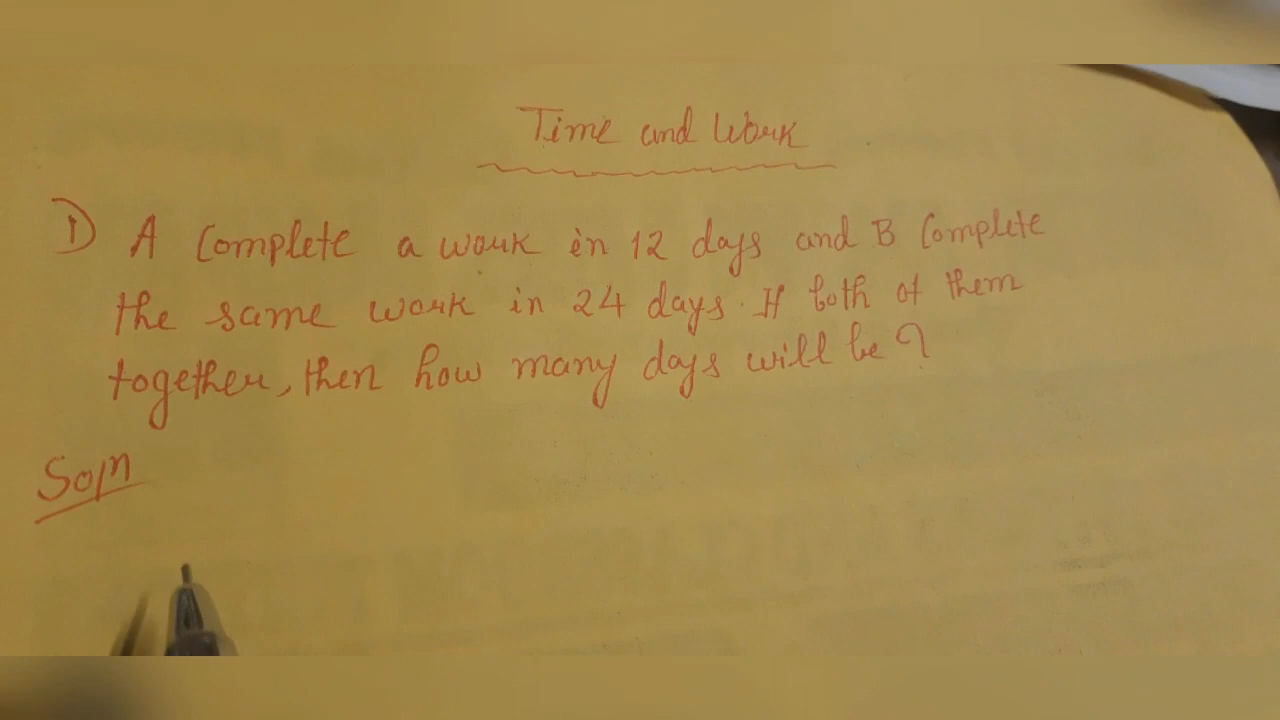 Time and Work
1) A Complete a work in 12 days and B Complete
the same work in 24 days. If both of them
together, then how many days will be?
Soln